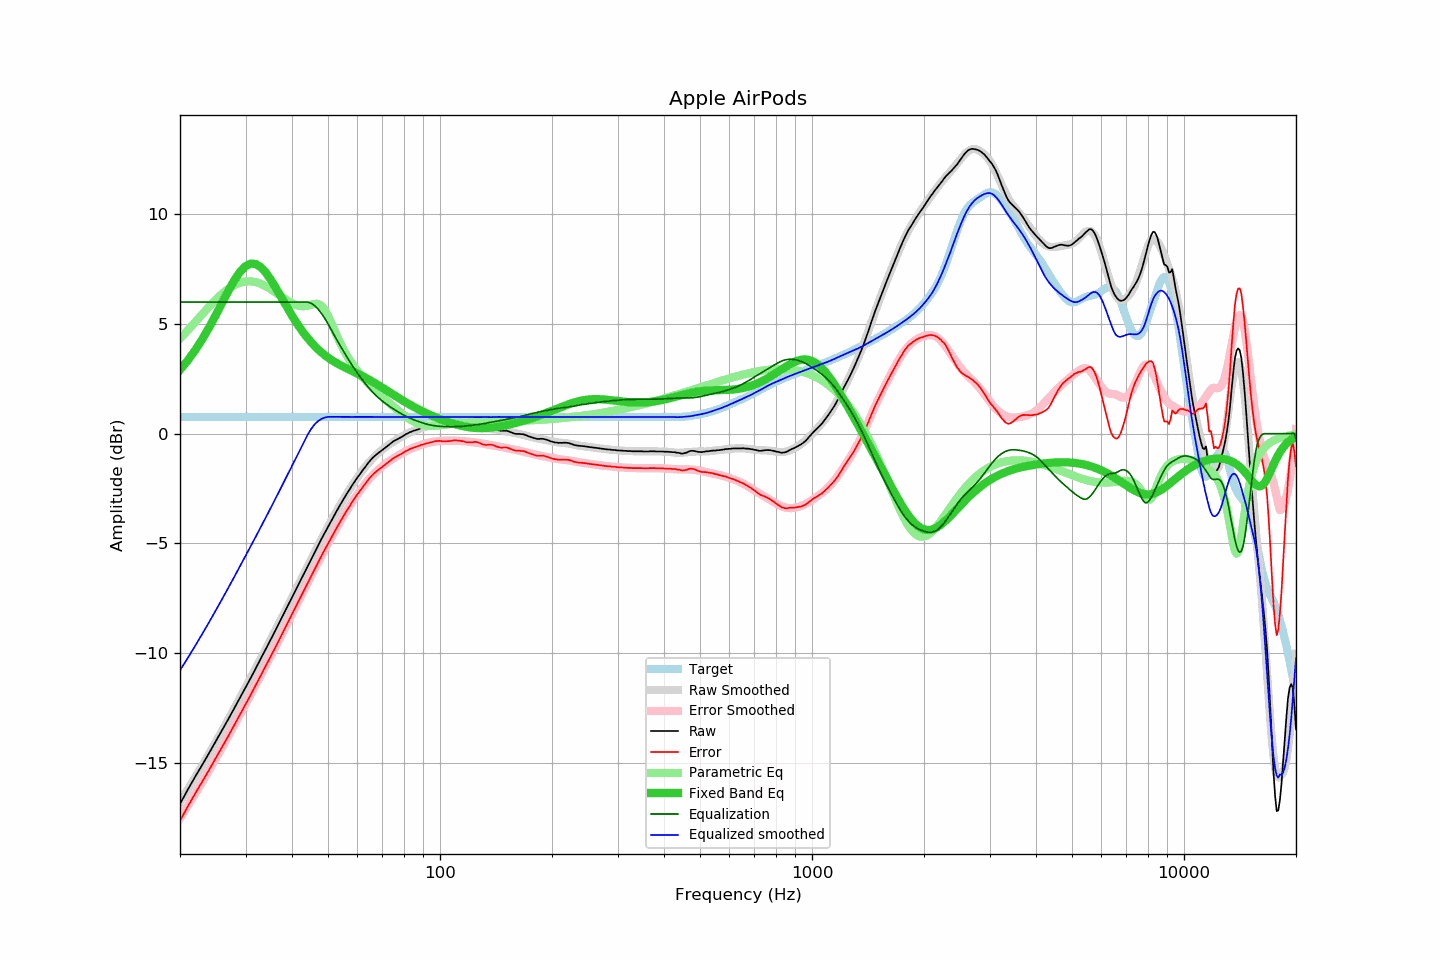 Apple AirPods
Amplitude (dBr)
10
5
0
−5
−10
−15
Target
Raw Smoothed
Error Smoothed
Raw
Error
Parametric Eq
Fixed Band Eq
Equalization
Equalized smoothed
100 1000 10000
Frequency (Hz)